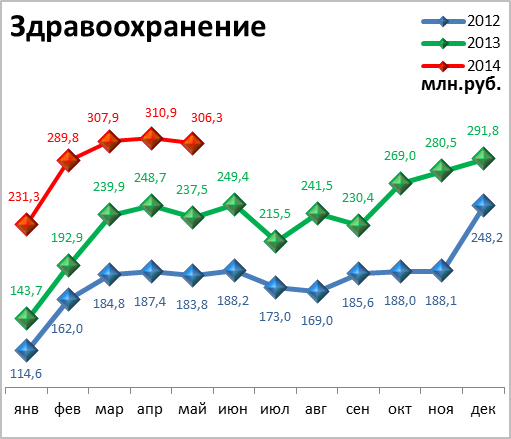 Здравоохранение
2012
2013
2014
млн.руб.
307,9 310,9 306,3
289,8
231,3
291,8
280,5
269,0
239,9 248,7 237,5 249,4 215,5 241,5 230,4
192,9
143,7
248,2
184,8 187,4 183,8 188,2 173,0 169,0 185,6 188,0 188,1
162,0
114,6
янв фев мар апр май июн июл авг сен окт ноя дек